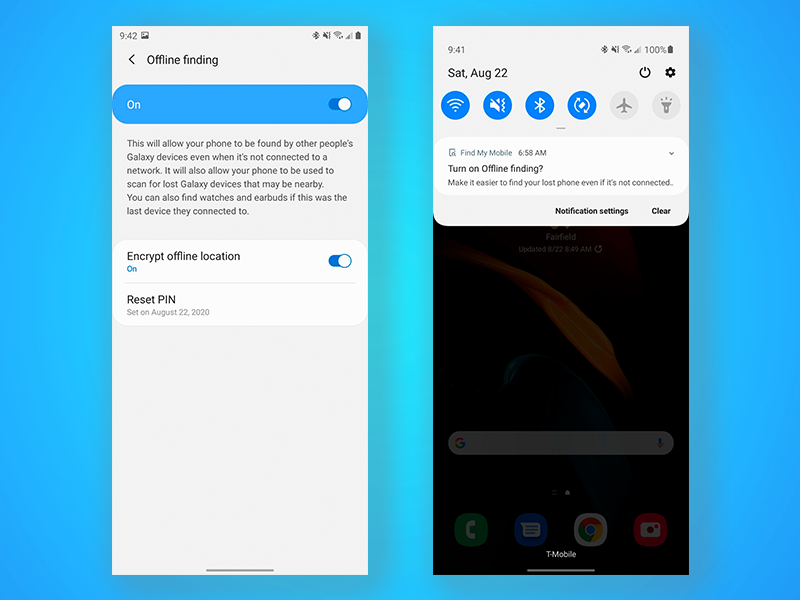 9:42
Offline finding
On
This will allow your phone to be found by other people's
Galaxy devices even when it's not connected to a
network. It will also allow your phone to be used to
scan for lost Galaxy devices that may be nearby.
You can also find watches and earbuds if this was the
last device they connected to.
Encrypt offline location
On
Reset PIN
Set on August 22, 2020
9:41
100%
Sat, Aug 22
Find My Mobile 6:58 AM
Turn on Offline finding?
Make it easier to find your lost phone even if it's not connected..
Notification settings Clear
Fairfield
Updated 8/22 8:49 AM
T-Mobile